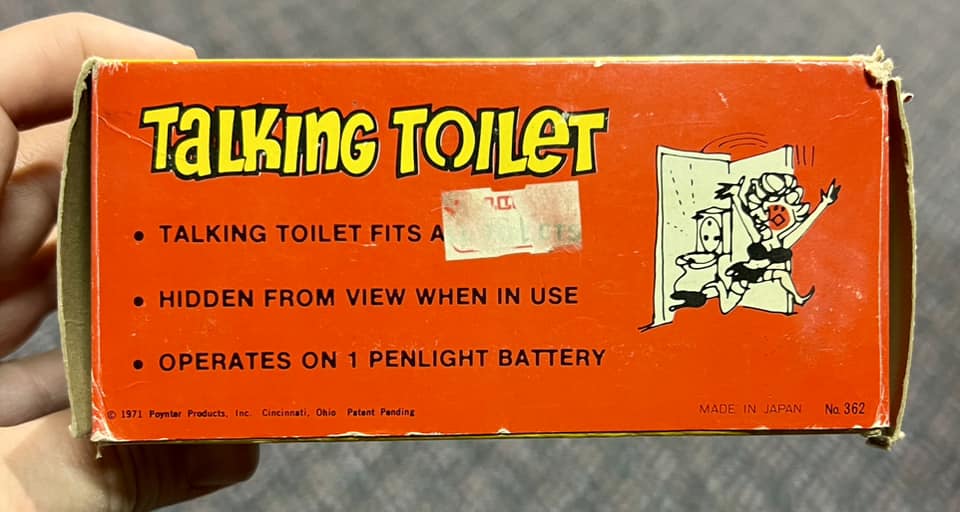 TALKING TOILET
• TALKING TOILET FITS A
• HIDDEN FROM VIEW WHEN IN USE
• OPERATES ON 1 PENLIGHT BATTERY
© 1971 Poynter Products, Inc. Cincinnati, Ohio Patent Pending
MADE IN JAPAN No. 362